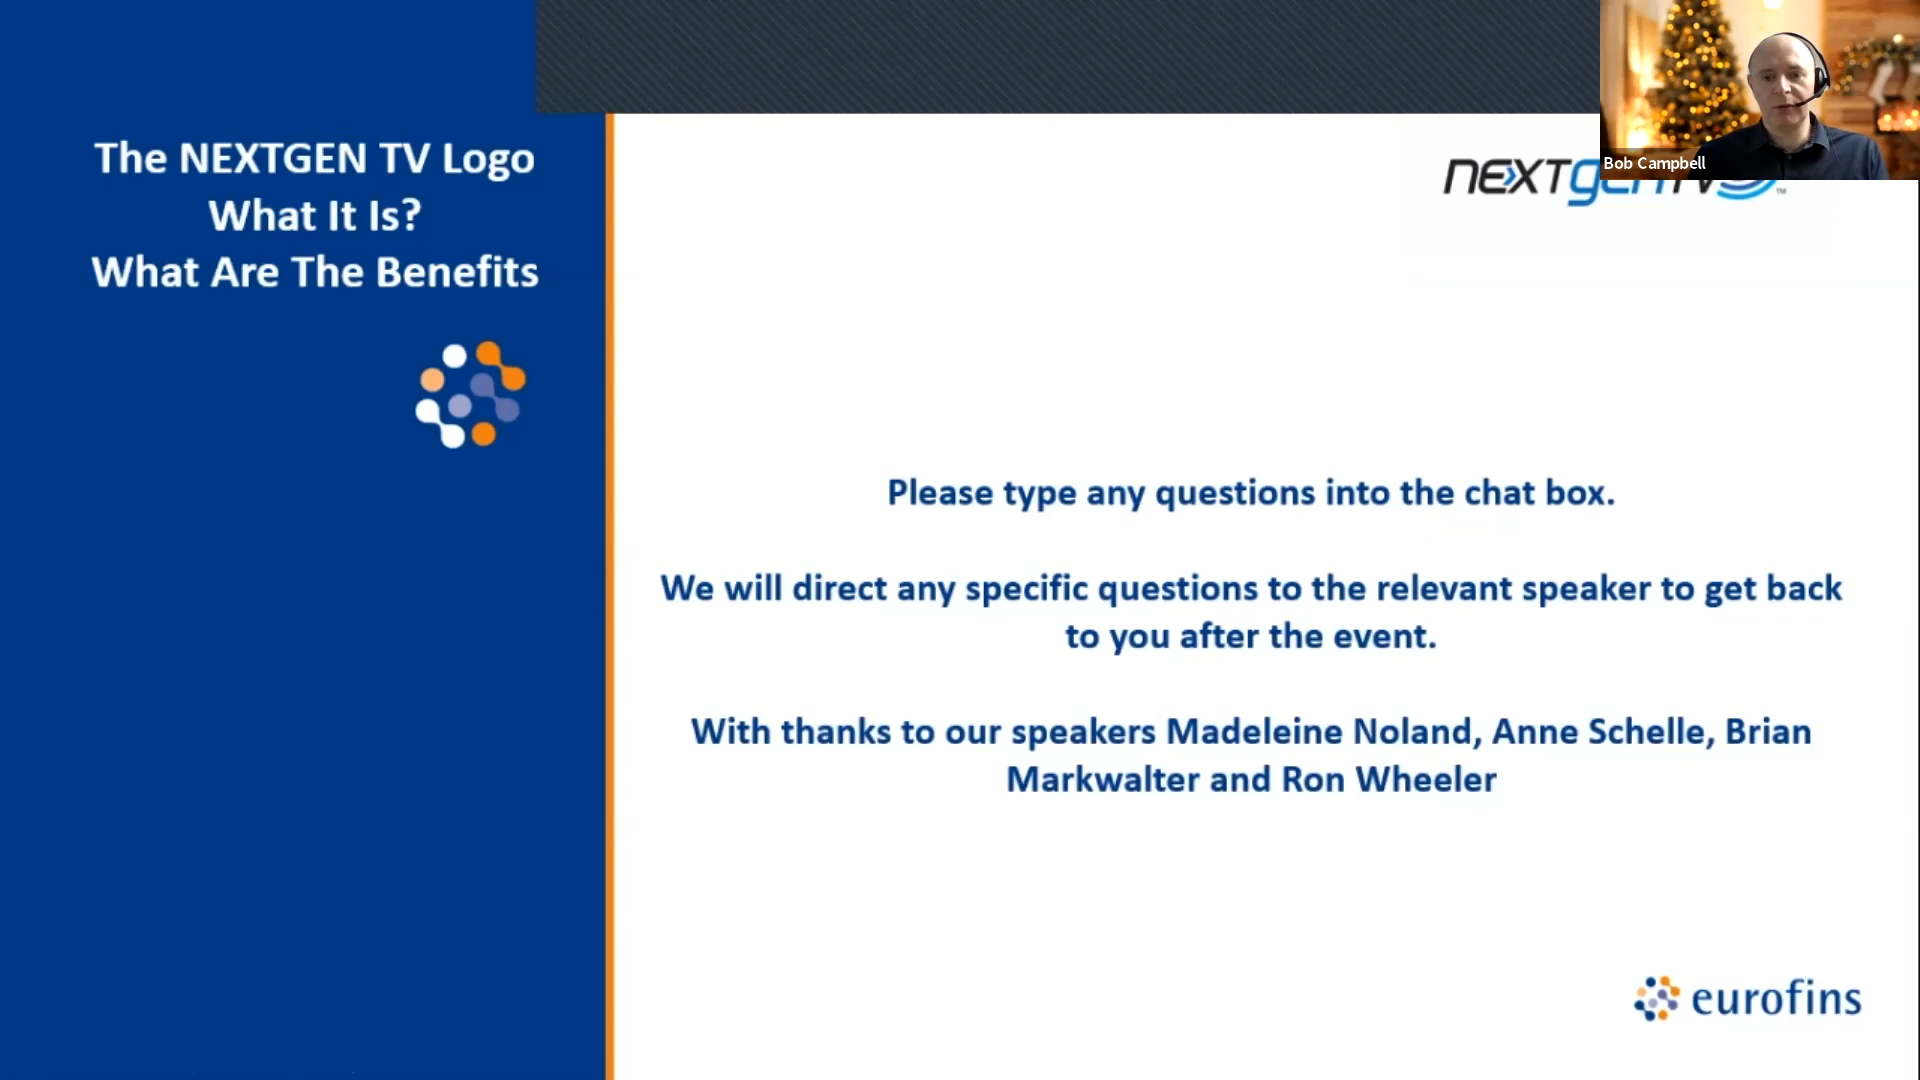 The NEXTGEN TV Logo
What It Is?
What Are The Benefits
Bob Campbell
NEXTgenTV
TM
Please type any questions into the chat box.
We will direct any specific questions to the relevant speaker to get back
to you after the event.
With thanks to our speakers Madeleine Noland, Anne Schelle, Brian
Markwalter and Ron Wheeler
eurofins